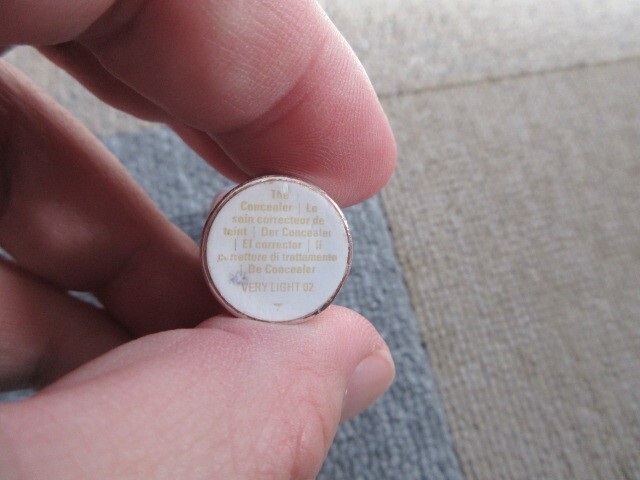 The
Concealer | Le
soin correcteur de
teint | Der Concealer
| El corrector | Il
correttore di trattamento
| De Concealer
VERY LIGHT 02